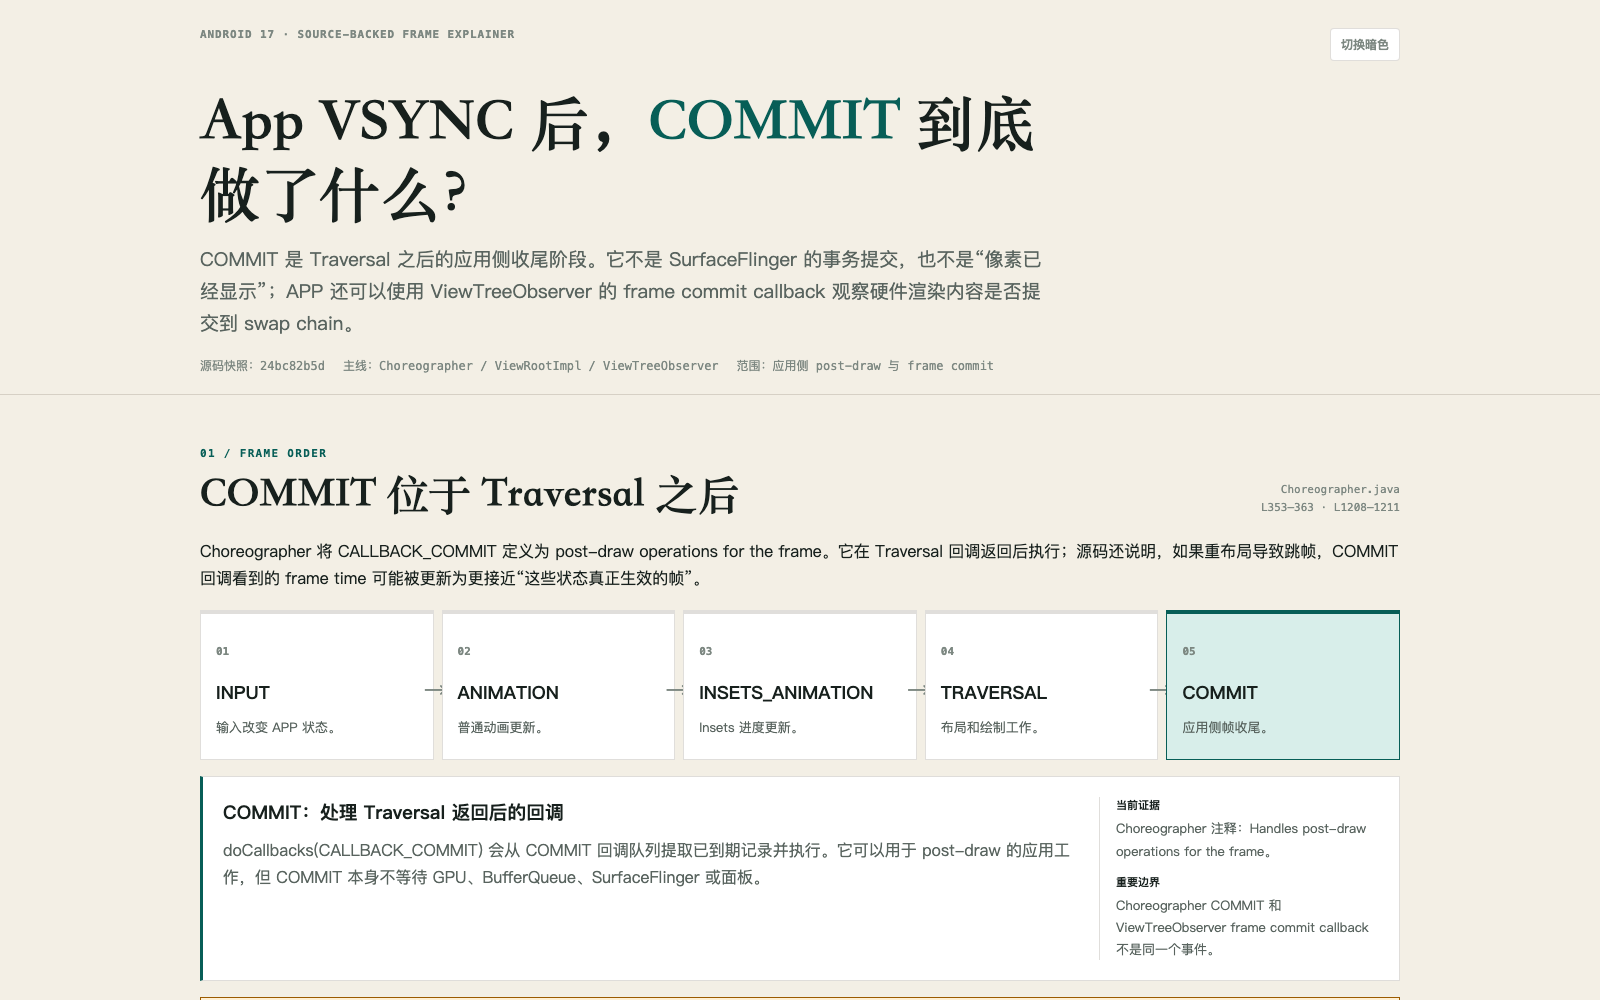 ANDROID 17 · SOURCE-BACKED FRAME EXPLAINER
切换暗色
App VSYNC 后，COMMIT 到底
做了什么？
COMMIT 是 Traversal 之后的应用侧收尾阶段。它不是 SurfaceFlinger 的事务提交，也不是“像素已
经显示”；APP 还可以使用 ViewTreeObserver 的 frame commit callback 观察硬件渲染内容是否提
交到 swap chain。
源码快照：24bc82b5d 主线：Choreographer / ViewRootImpl / ViewTreeObserver 范围：应用侧 post-draw 与 frame commit
01 / FRAME ORDER
COMMIT 位于 Traversal 之后
Choreographer.java
L353–363 · L1208–1211
Choreographer 将 CALLBACK_COMMIT 定义为 post-draw operations for the frame。它在 Traversal 回调返回后执行；源码还说明，如果重布局导致跳帧，COMMIT
回调看到的 frame time 可能被更新为更接近“这些状态真正生效的帧”。
01
INPUT
输入改变 APP 状态。
02
ANIMATION
普通动画更新。
03
INSETS_ANIMATION
Insets 进度更新。
04
TRAVERSAL
布局和绘制工作。
05
COMMIT
应用侧帧收尾。
COMMIT：处理 Traversal 返回后的回调
doCallbacks(CALLBACK_COMMIT) 会从 COMMIT 回调队列提取已到期记录并执行。它可以用于 post-draw 的应用工
作，但 COMMIT 本身不等待 GPU、BufferQueue、SurfaceFlinger 或面板。
当前证据
Choreographer 注释：Handles post-draw
operations for the frame。
重要边界
Choreographer COMMIT 和
ViewTreeObserver frame commit callback
不是同一个事件。